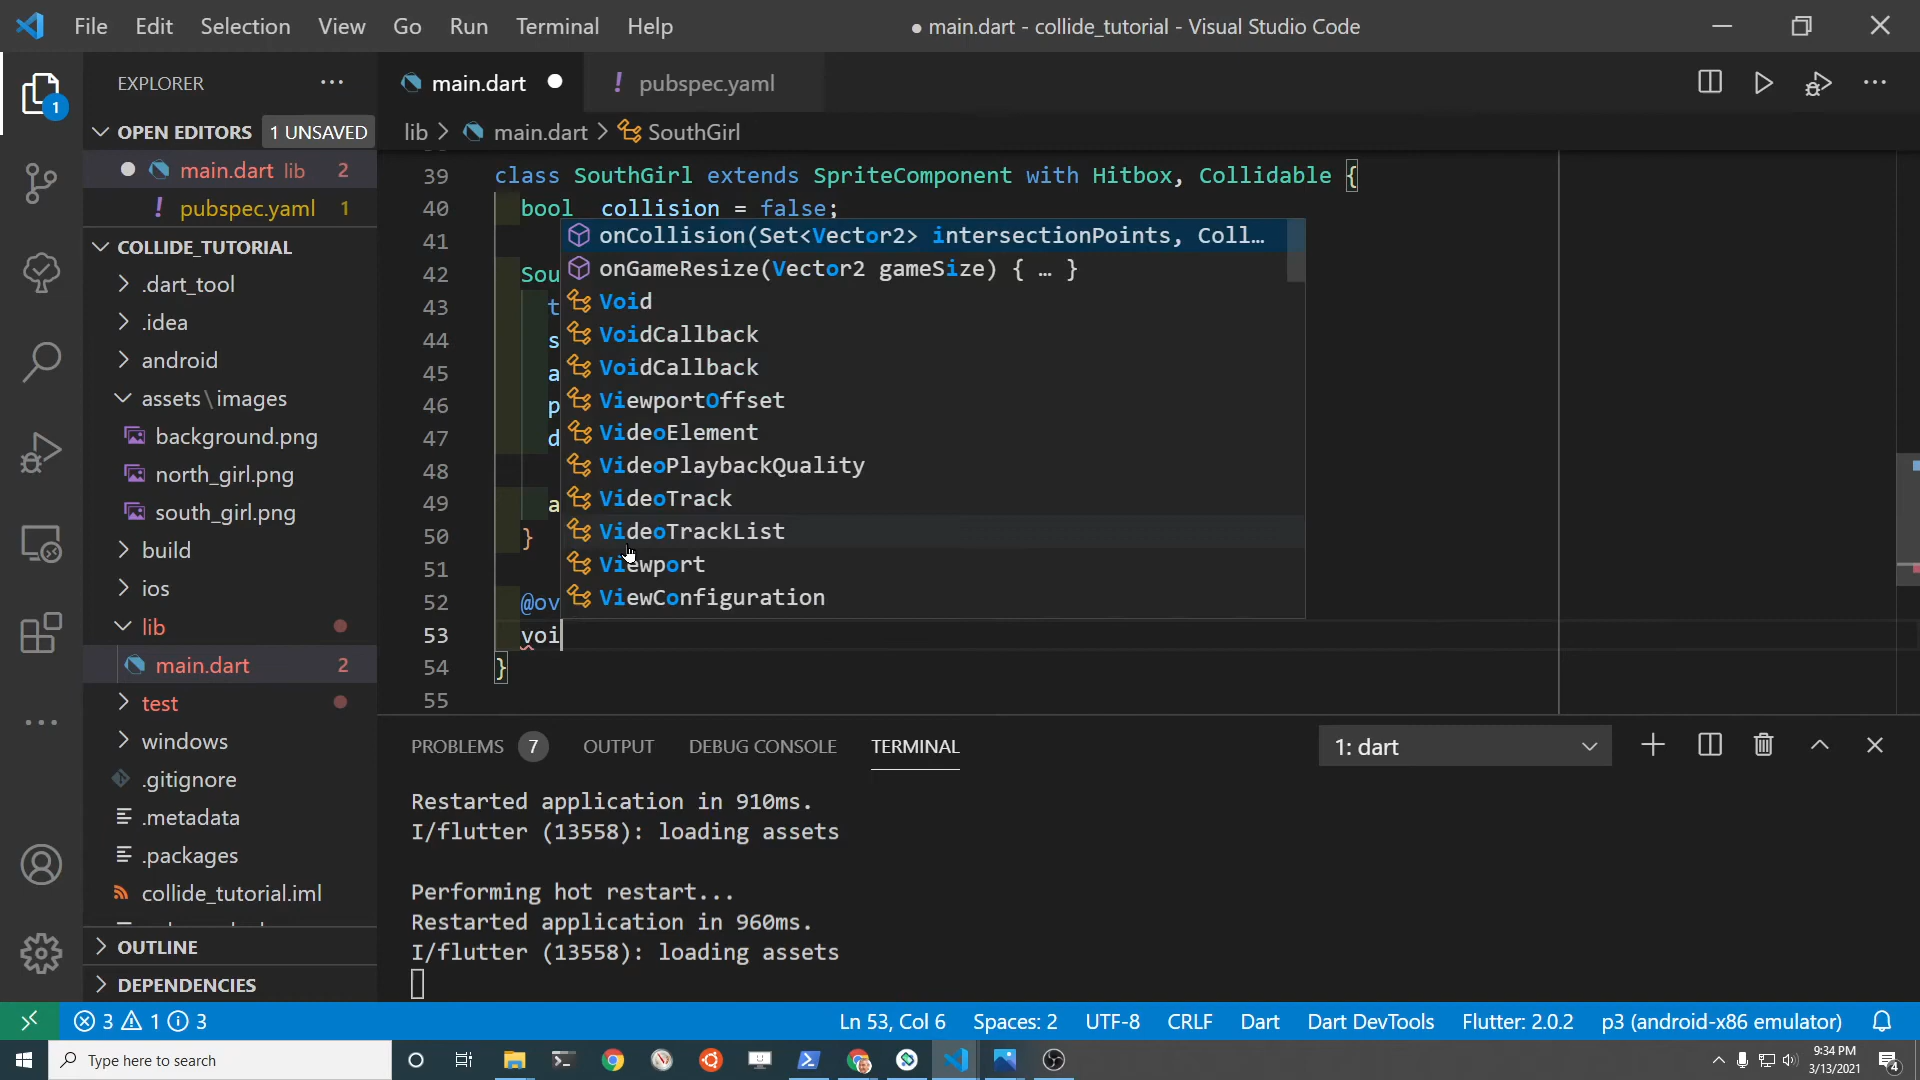 File Edit Selection View Go Run Terminal Help
● main.dart - collide_tutorial - Visual Studio Code
EXPLORER
OPEN EDITORS 1 UNSAVED
main.dart lib 2
! pubspec.yaml 1
COLLIDE_TUTORIAL
.dart_tool
.idea
android
assets\images
background.png
north_girl.png
south_girl.png
build
ios
lib
main.dart 2
test
windows
.gitignore
.metadata
.packages
collide_tutorial.iml
OUTLINE
DEPENDENCIES
1
main.dart
! pubspec.yaml
lib > main.dart > SouthGirl
39 class SouthGirl extends SpriteComponent with Hitbox, Collidable {
40 bool collision = false;
41 onCollision(Set<Vector2> intersectionPoints, Coll…
42 Sou onGameResize(Vector2 gameSize) { … }
43 t Void
44 s VoidCallback
45 a VoidCallback
46 p ViewportOffset
47 d VideoElement
48 VideoPlaybackQuality
49 a VideoTrack
50 } VideoTrackList
51 Viewport
52 @ov ViewConfiguration
53 voi
54 }
55
PROBLEMS 7 OUTPUT DEBUG CONSOLE TERMINAL 1: dart
Restarted application in 910ms.
I/flutter (13558): loading assets
Performing hot restart...
Restarted application in 960ms.
I/flutter (13558): loading assets
3 1 3 Ln 53, Col 6 Spaces: 2 UTF-8 CRLF Dart Dart DevTools Flutter: 2.0.2 p3 (android-x86 emulator)
Type here to search
9:34 PM
3/13/2021
4